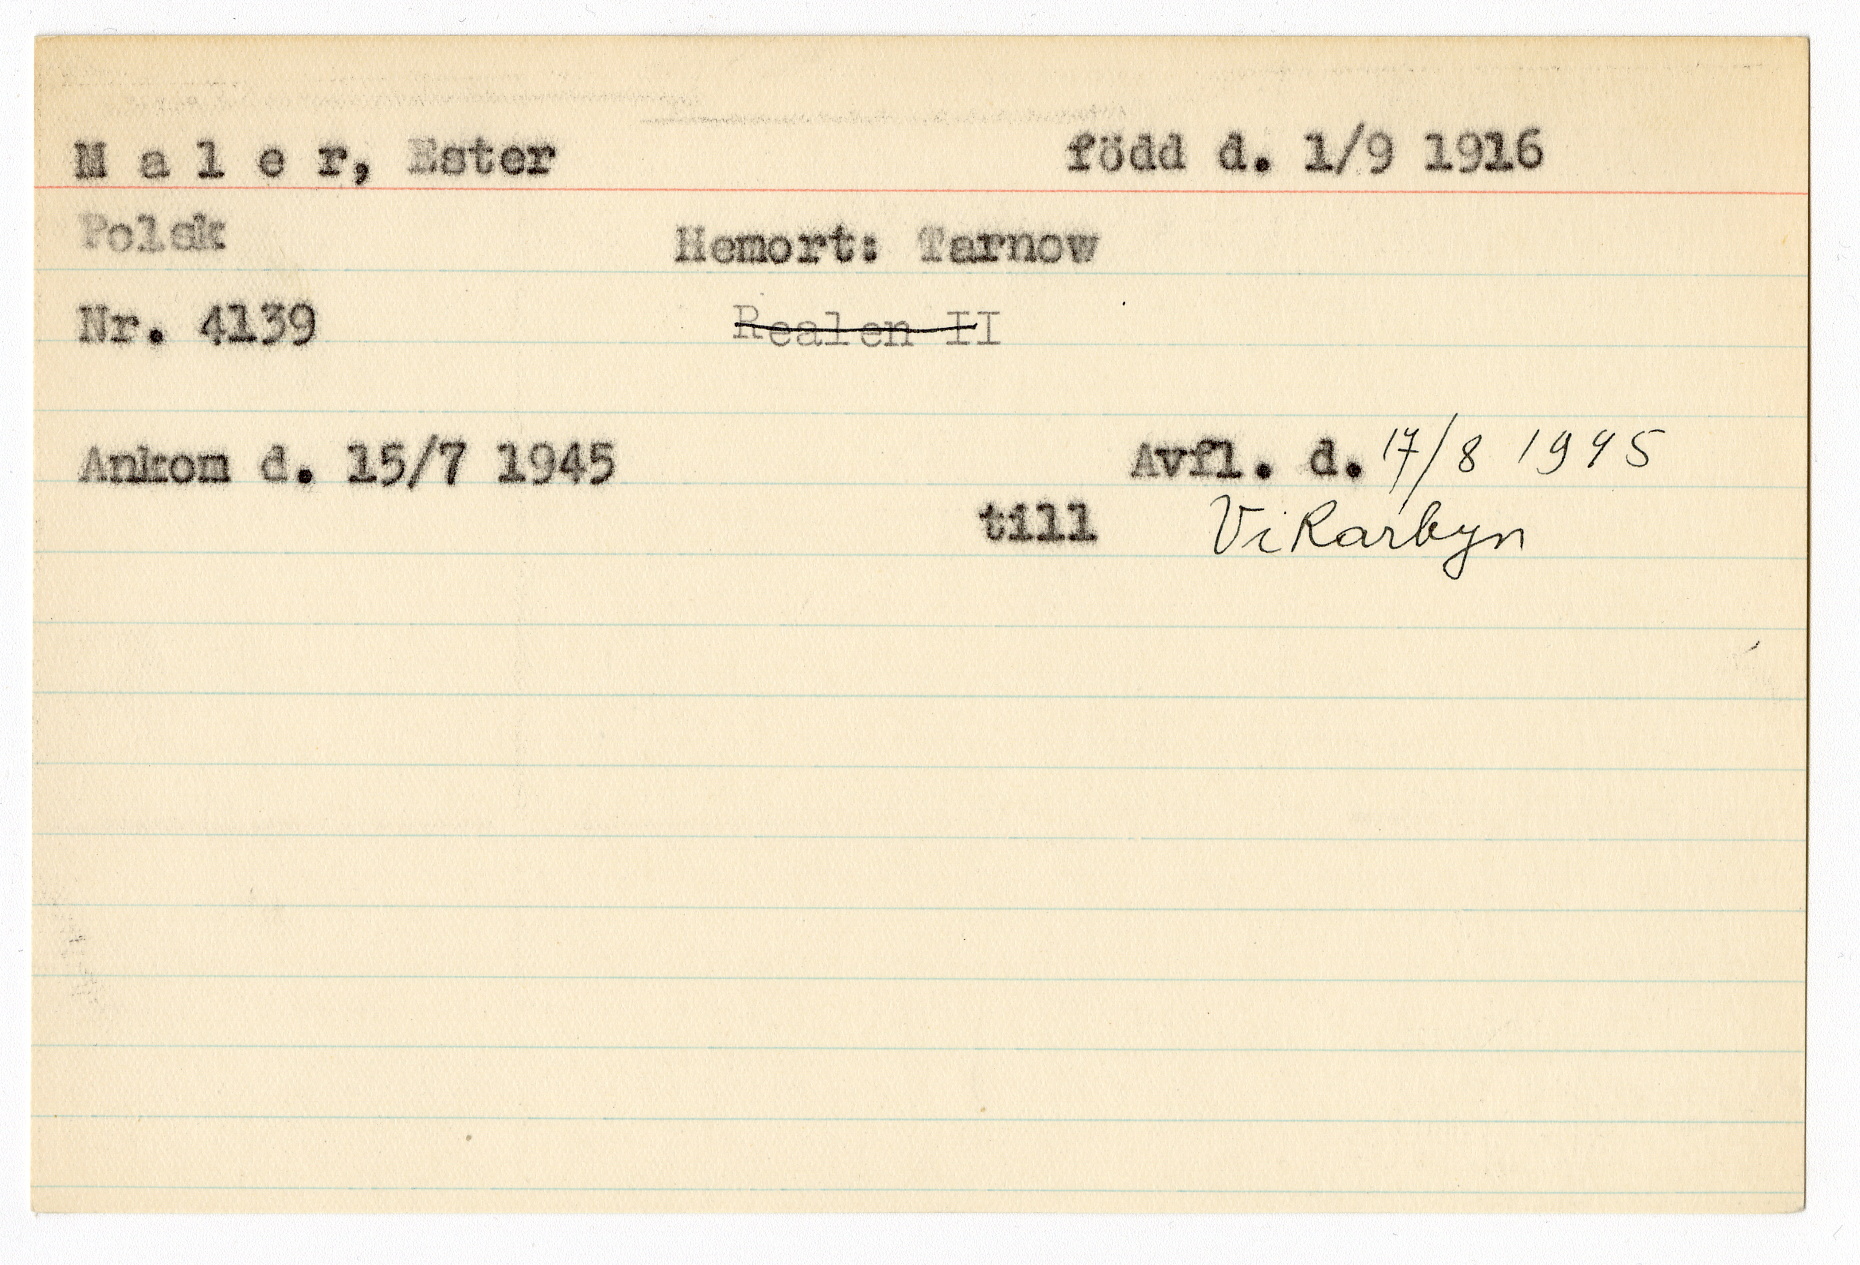 M a l e r, Ester född d. 1/9 1916
Polsk Hemort: Tarnow
Nr. 4139 Realen II
Ankom d. 15/7 1945 Avfl. d. 17/8 1945
till Vikarbyn